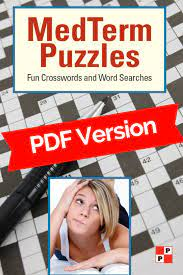 MedTerm
Puzzles
Fun Crosswords and Word Searches
PDF Version
P
P
P